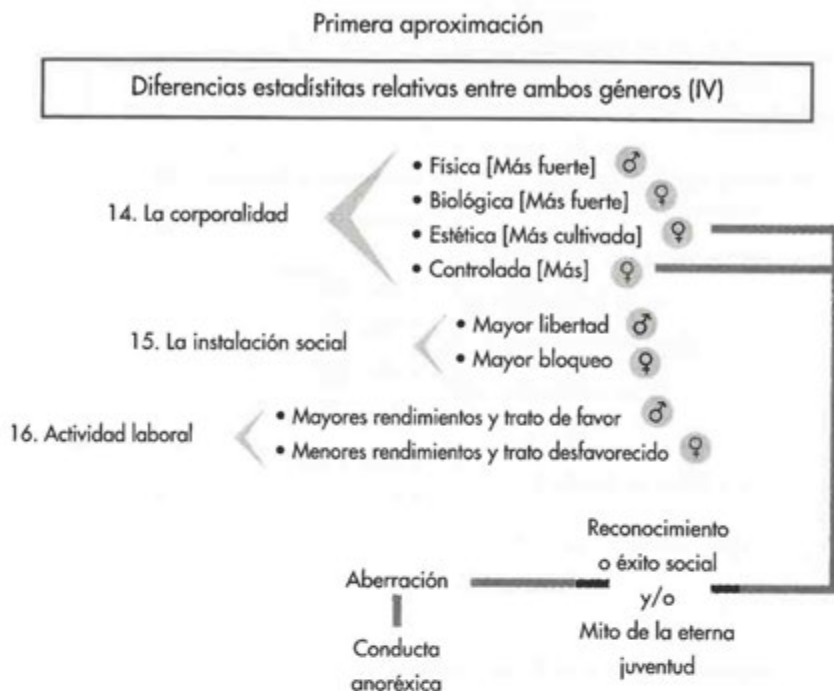 Primera aproximación
Diferencias estadístitas relativas entre ambos géneros (IV)
14. La corporalidad
• Física [Más fuerte] ♂
• Biológica [Más fuerte] ♀
• Estética [Más cultivada] ♀
• Controlada [Más] ♀
15. La instalación social
• Mayor libertad ♂
• Mayor bloqueo ♀
16. Actividad laboral
• Mayores rendimientos y trato de favor ♂
• Menores rendimientos y trato desfavorecido ♀
Reconocimiento
o éxito social
y/o
Mito de la eterna
juventud
Aberración
Conducta
anoréxica